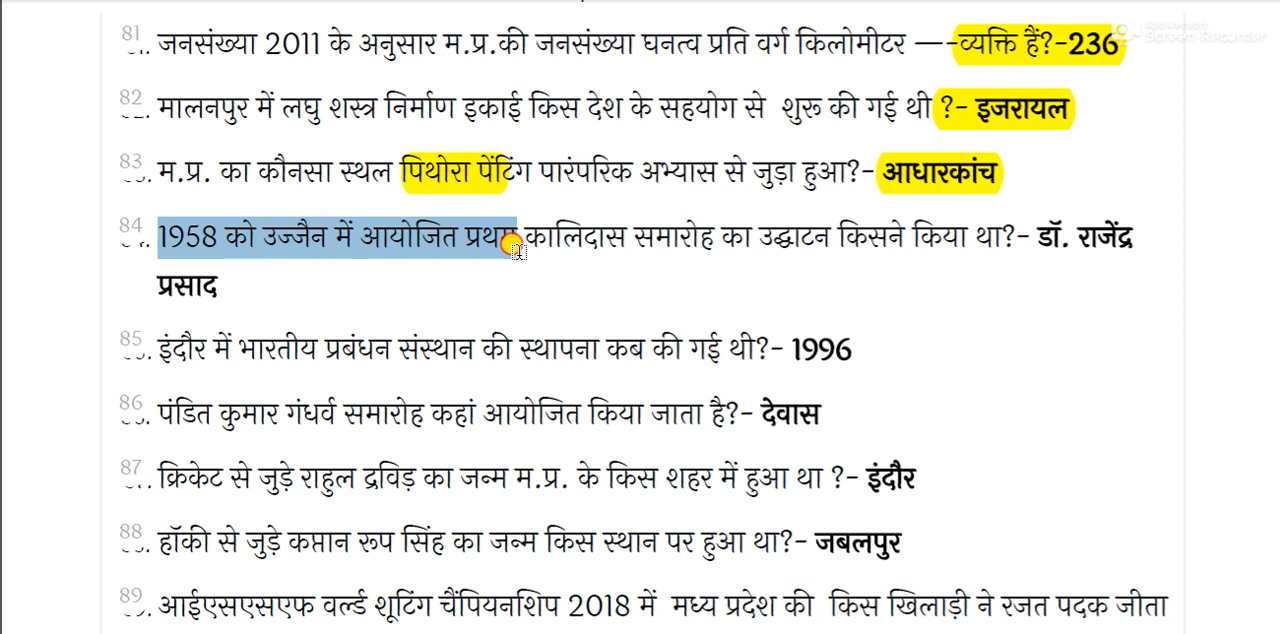 81. जनसंख्या 2011 के अनुसार म.प्र.की जनसंख्या घनत्व प्रति वर्ग किलोमीटर —-व्यक्ति हैं?-236
82. मालनपुर में लघु शस्त्र निर्माण इकाई किस देश के सहयोग से शुरू की गई थी ?- इजरायल
83. म.प्र. का कौनसा स्थल पिथोरा पेंटिंग पारंपरिक अभ्यास से जुड़ा हुआ?- आधारकांच
84. 1958 को उज्जैन में आयोजित प्रथम कालिदास समारोह का उद्घाटन किसने किया था?- डॉ. राजेंद्र
प्रसाद
85. इंदौर में भारतीय प्रबंधन संस्थान की स्थापना कब की गई थी?- 1996
86. पंडित कुमार गंधर्व समारोह कहां आयोजित किया जाता है?- देवास
87. क्रिकेट से जुड़े राहुल द्रविड़ का जन्म म.प्र. के किस शहर में हुआ था ?- इंदौर
88. हॉकी से जुड़े कप्तान रूप सिंह का जन्म किस स्थान पर हुआ था?- जबलपुर
89. आईएसएसएफ वर्ल्ड शूटिंग चैंपियनशिप 2018 में मध्य प्रदेश की किस खिलाड़ी ने रजत पदक जीता